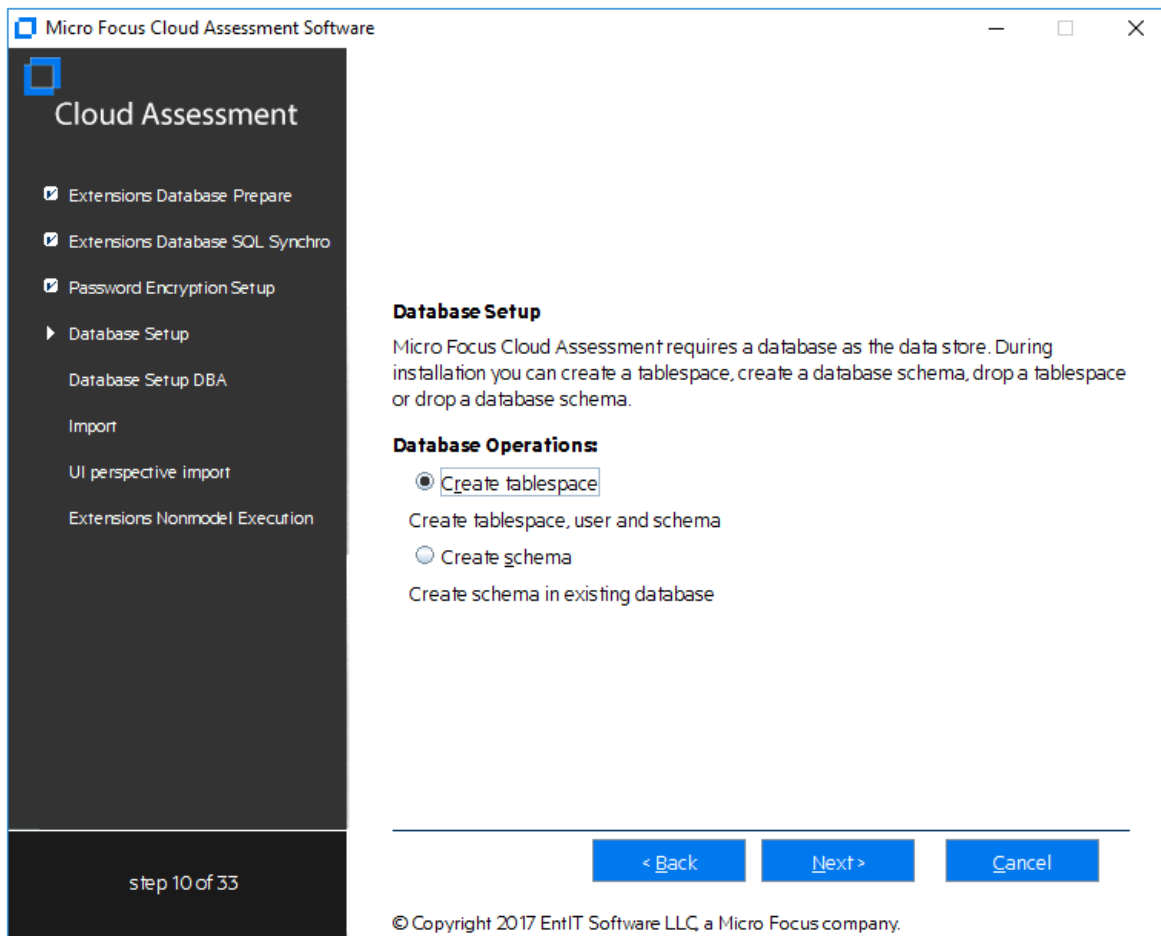 Micro Focus Cloud Assessment Software
Cloud Assessment
Extensions Database Prepare
Extensions Database SQL Synchro
Password Encryption Setup
Database Setup
Database Setup DBA
Import
UI perspective import
Extensions Nonmodel Execution
step 10 of 33
Database Setup
Micro Focus Cloud Assessment requires a database as the data store. During
installation you can create a tablespace, create a database schema, drop a tablespace
or drop a database schema.
Database Operations:
Create tablespace
Create tablespace, user and schema
Create schema
Create schema in existing database
< Back
Next >
Cancel
© Copyright 2017 EntIT Software LLC, a Micro Focus company.